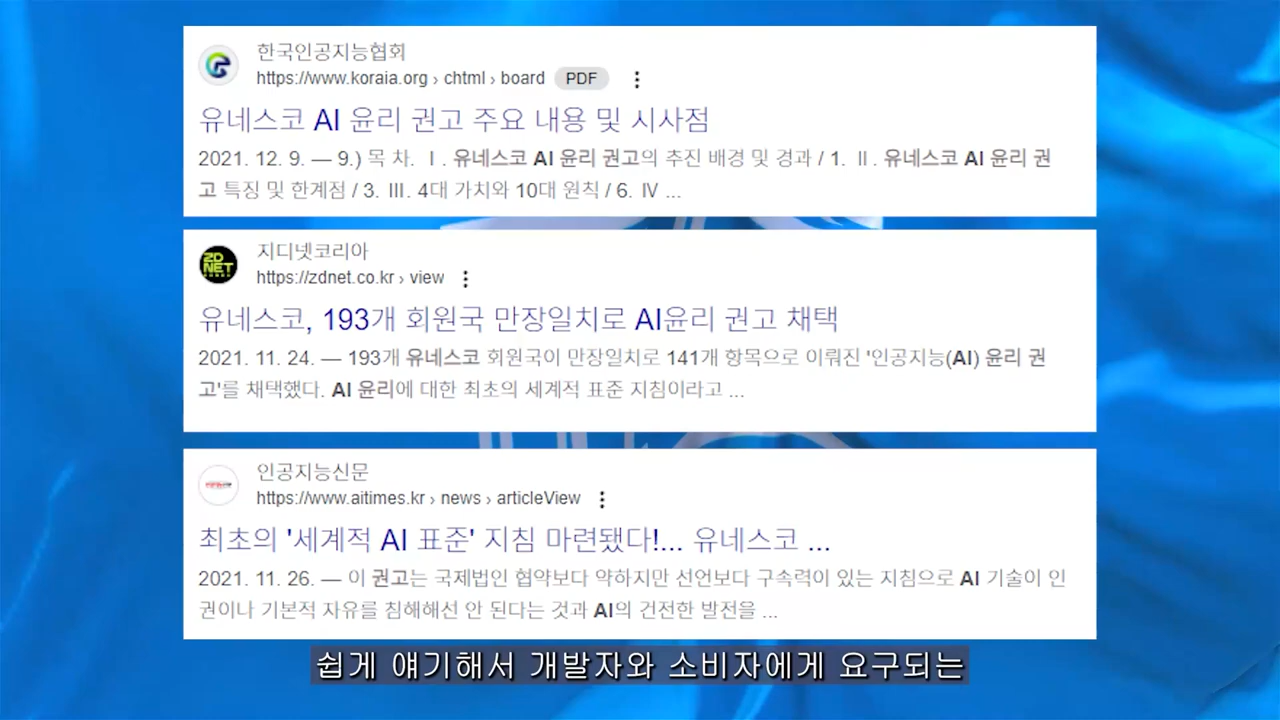 한국인공지능협회
https://www.koraia.org › chtml › board PDF
유네스코 AI 윤리 권고 주요 내용 및 시사점
2021. 12. 9. — 9.) 목 차. Ⅰ. 유네스코 AI 윤리 권고의 추진 배경 및 경과 / 1. Ⅱ. 유네스코 AI 윤리 권
고 특징 및 한계점 / 3. Ⅲ. 4대 가치와 10대 원칙 / 6. Ⅳ ...
ZD
NET
지디넷코리아
https://zdnet.co.kr › view
유네스코, 193개 회원국 만장일치로 AI윤리 권고 채택
2021. 11. 24. — 193개 유네스코 회원국이 만장일치로 141개 항목으로 이뤄진 '인공지능(AI) 윤리 권
고'를 채택했다. AI 윤리에 대한 최초의 세계적 표준 지침이라고 ...
인공지능신문
https://www.aitimes.kr › news › articleView
최초의 '세계적 AI 표준' 지침 마련됐다!... 유네스코 ...
2021. 11. 26. — 이 권고는 국제법인 협약보다 약하지만 선언보다 구속력이 있는 지침으로 AI 기술이 인
권이나 기본적 자유를 침해해선 안 된다는 것과 AI의 건전한 발전을 ...
쉽게 얘기해서 개발자와 소비자에게 요구되는